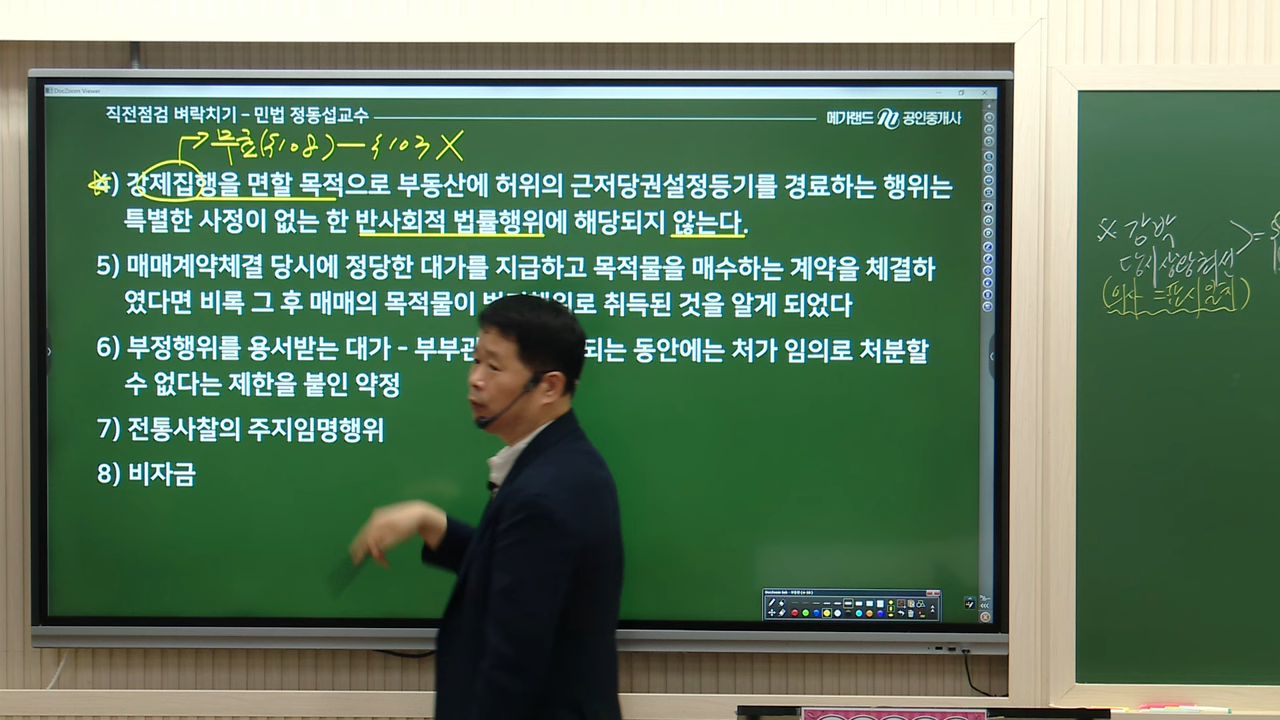 DocZoom Viewer
직전점검 벼락치기 – 민법 정동섭교수
메가랜드 공인중개사
무효(§108) — §103 X
4) 강제집행을 면할 목적으로 부동산에 허위의 근저당권설정등기를 경료하는 행위는
특별한 사정이 없는 한 반사회적 법률행위에 해당되지 않는다.
5) 매매계약체결 당시에 정당한 대가를 지급하고 목적물을 매수하는 계약을 체결하
였다면 비록 그 후 매매의 목적물이 로 취득된 것을 알게 되었다
6) 부정행위를 용서받는 대가 – 부부관 되는 동안에는 처가 임의로 처분할
수 없다는 제한을 붙인 약정
7) 전통사찰의 주지임명행위
8) 비자금
※ 강박
(의사 = 표시 일치)